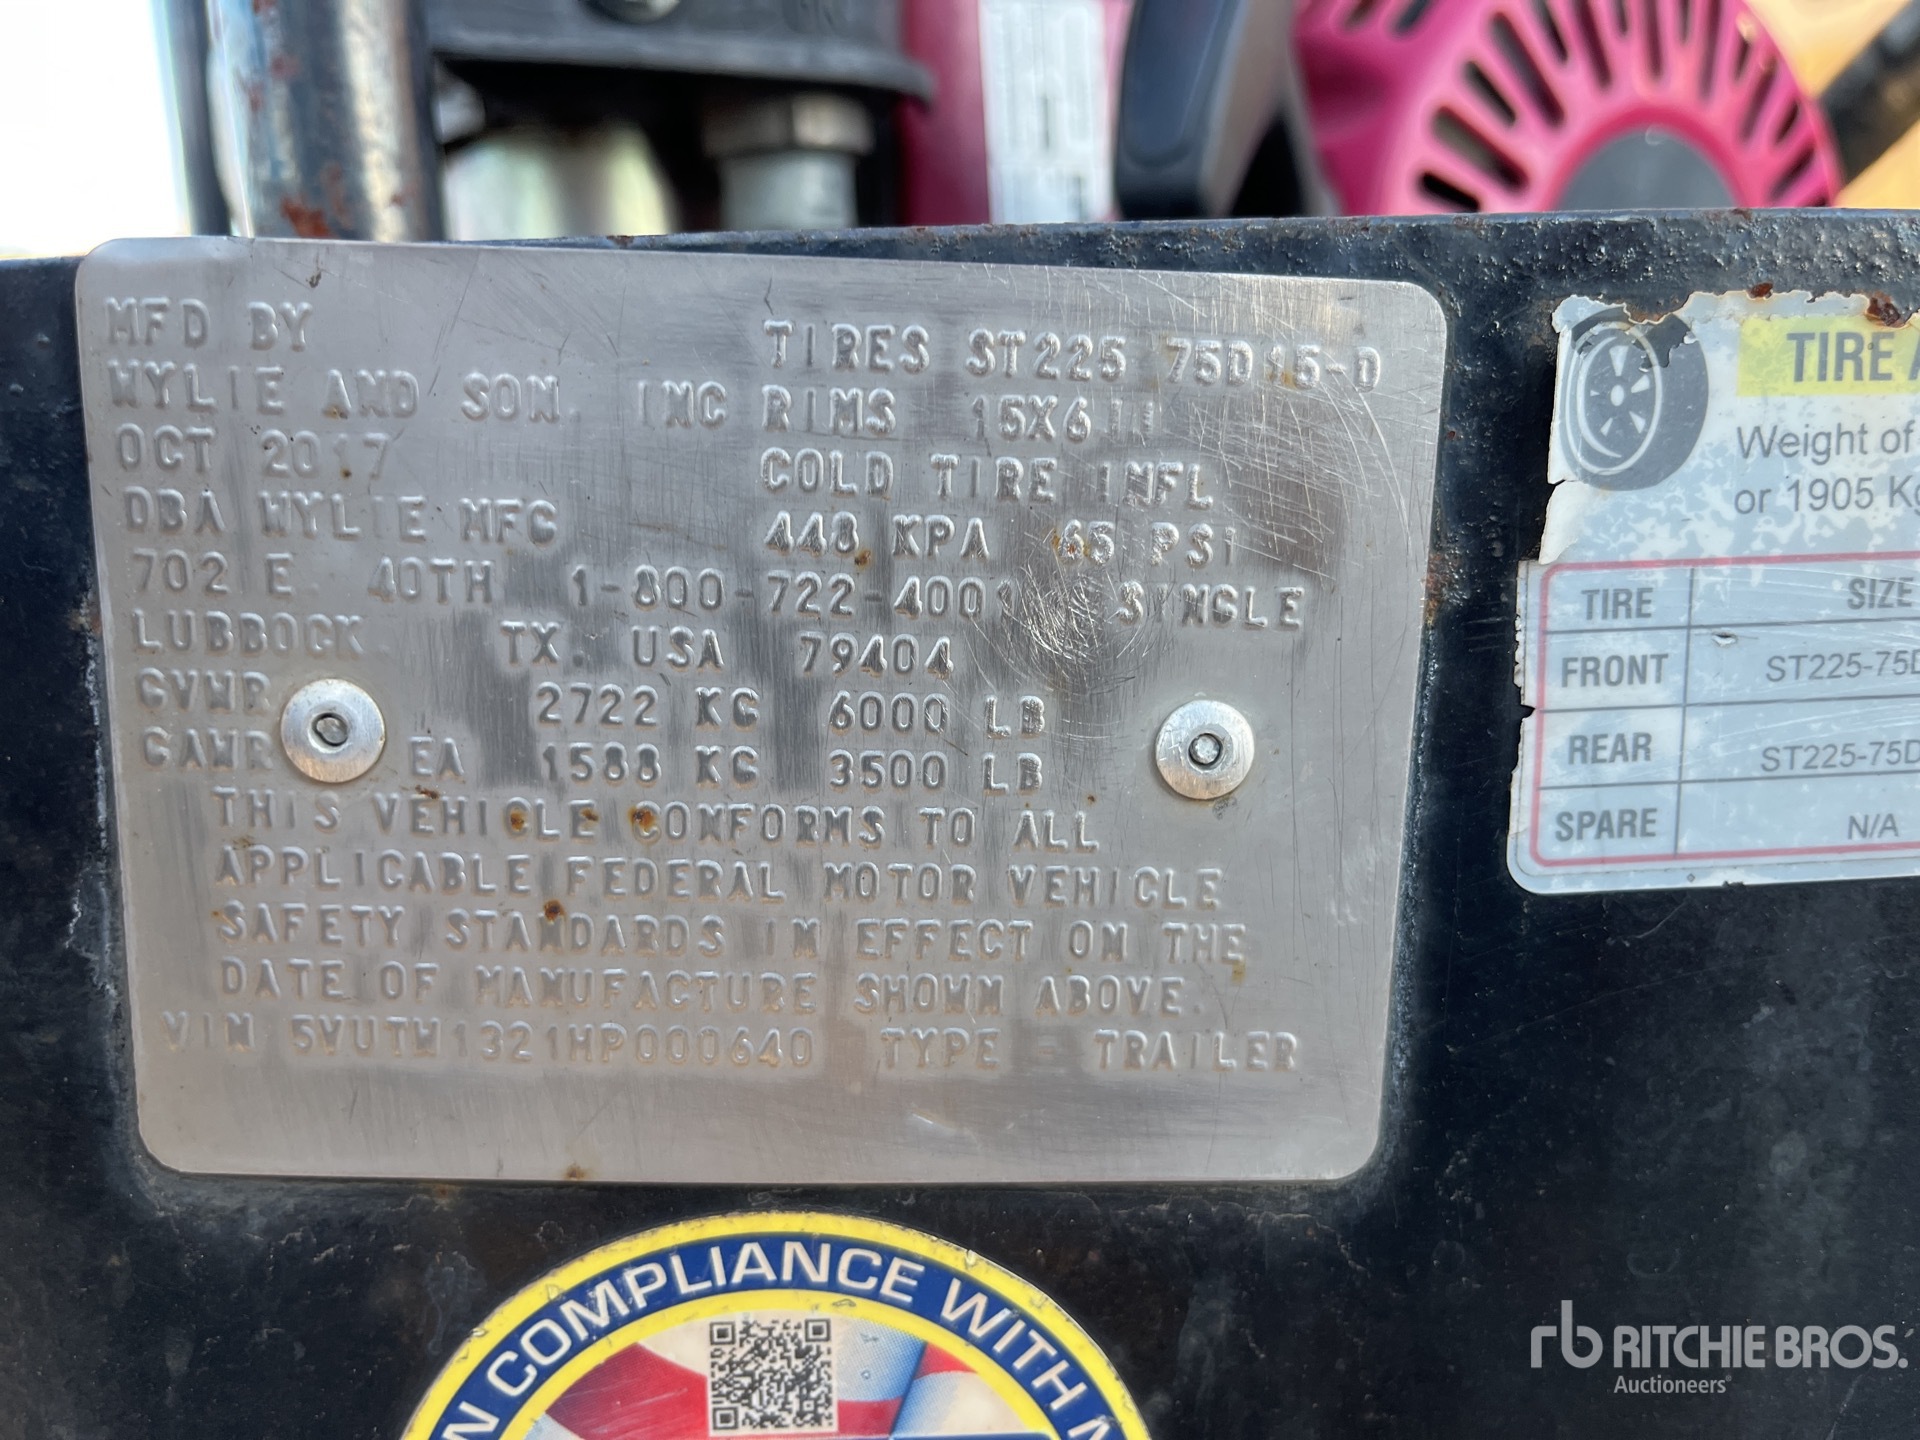 MFD BY
WYLIE AND SON, INC
OCT 2017
DBA WYLIE MFG
702 E. 40TH 1-800-722-4001
LUBBOCK, TX. USA 79404
GVWR 2722 KG 6000 LB
GAWR EA 1588 KG 3500 LB
TIRES ST225 75D15-D
RIMS 15X6JJ
COLD TIRE INFL
448 KPA 65 PSI
SINGLE
THIS VEHICLE CONFORMS TO ALL
APPLICABLE FEDERAL MOTOR VEHICLE
SAFETY STANDARDS IN EFFECT ON THE
DATE OF MANUFACTURE SHOWN ABOVE.
VIN 5VUTW1321HP000640 TYPE - TRAILER
TIRE A
Weight of
or 1905 Kg
TIRE SIZE
FRONT ST225-75D
REAR ST225-75D
SPARE N/A
N COMPLIANCE WITH N
rb RITCHIE BROS.
Auctioneers